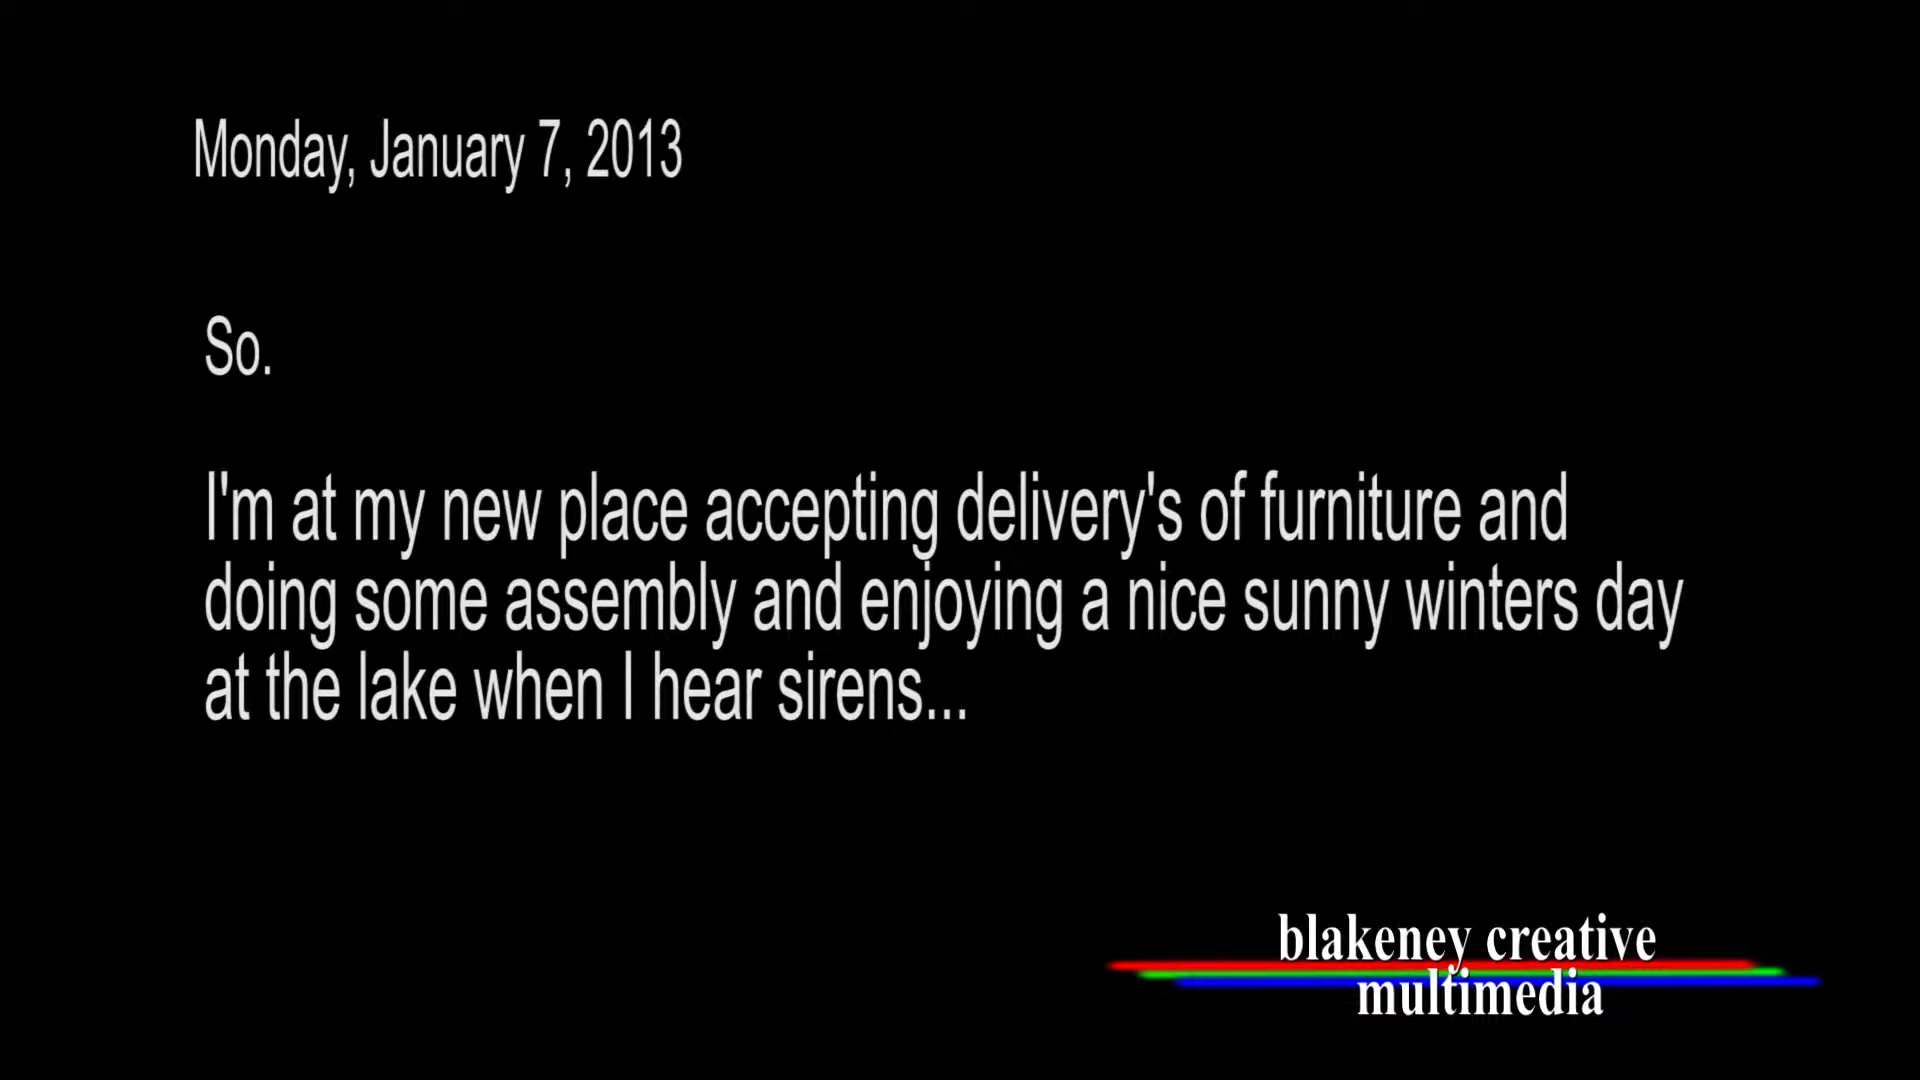 Monday, January 7, 2013
So.
I'm at my new place accepting delivery's of furniture and
doing some assembly and enjoying a nice sunny winters day
at the lake when I hear sirens...
blakeney creative
multimedia